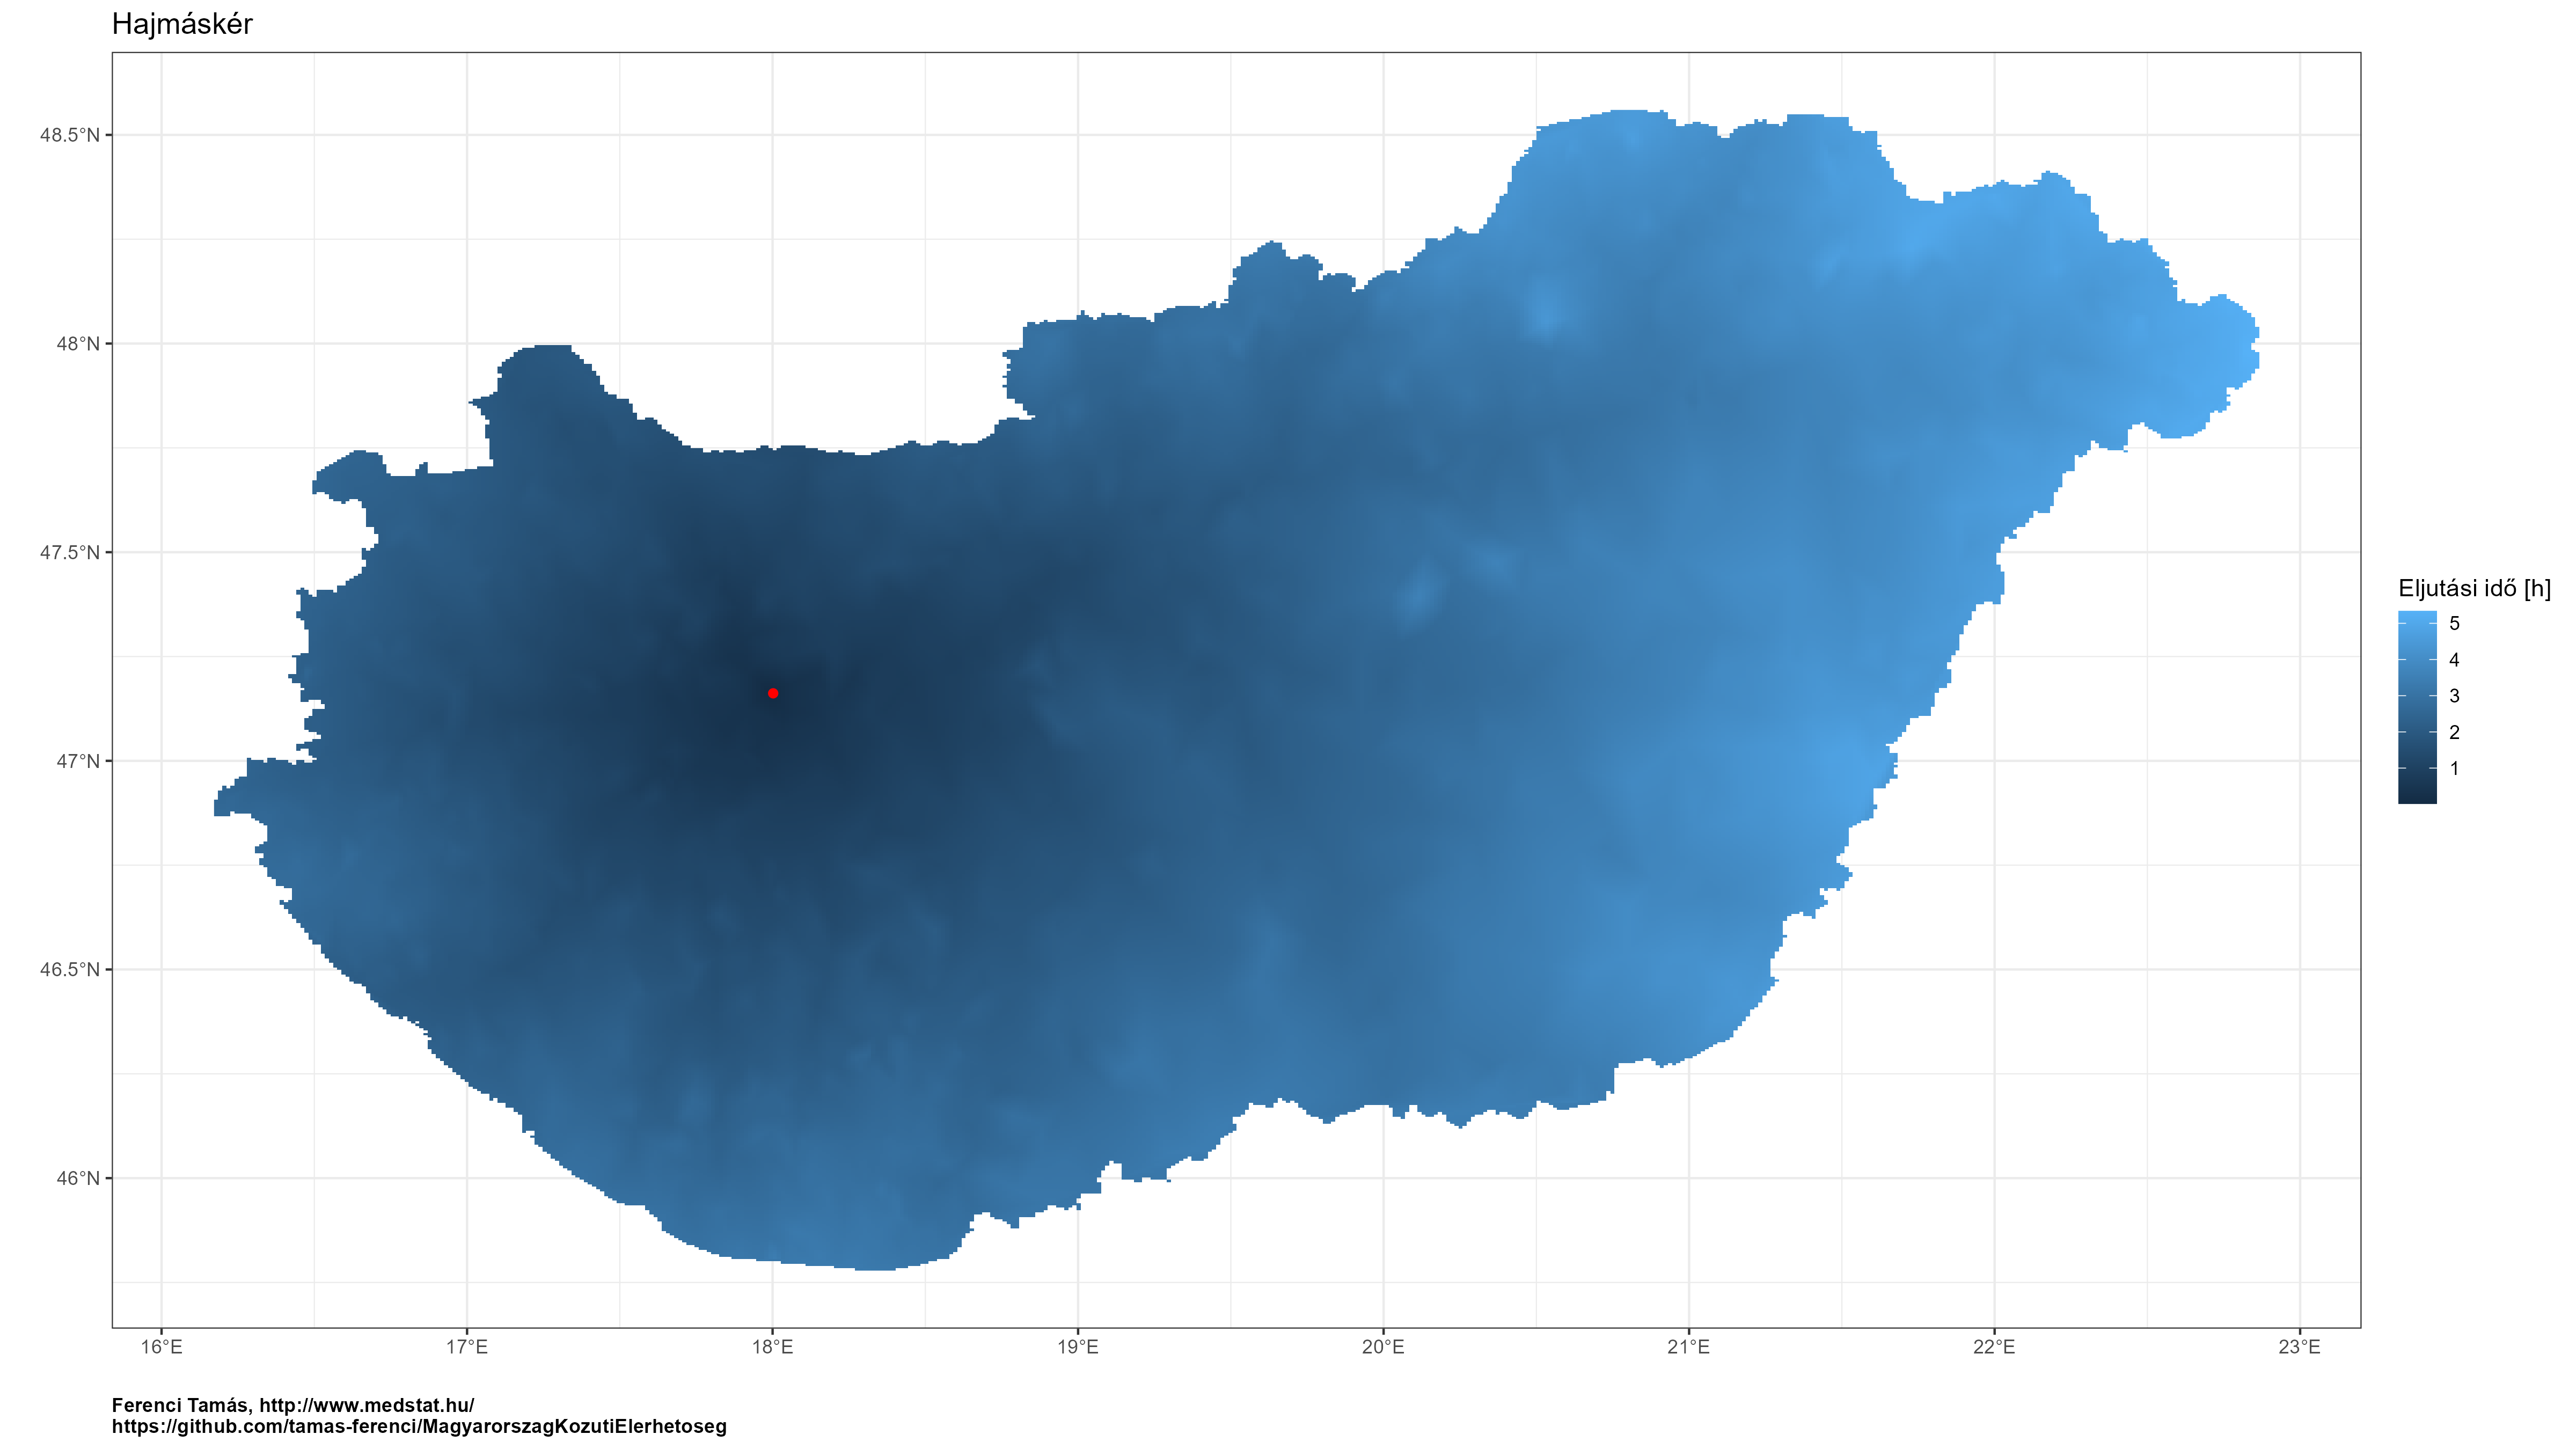 Hajmáskér
48.5°N
48°N
47.5°N
47°N
46.5°N
46°N
16°E 17°E 18°E 19°E 20°E 21°E 22°E 23°E
Eljutási idő [h]
5
4
3
2
1
Ferenci Tamás, http://www.medstat.hu/
https://github.com/tamas-ferenci/MagyarorszagKozutiElerhetoseg